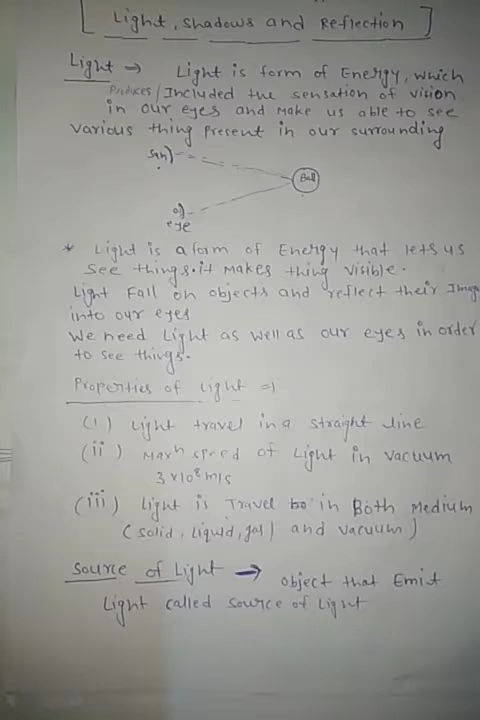 [ Light, Shadows and Reflection ]
Light → Light is form of Energy, which
Produces/Included the sensation of vision
in our eyes and make us able to see
various thing present in our surrounding
Sun)
Ball
eye
* Light is a form of Energy that lets us
see things. it makes thing visible.
Light Fall on objects and reflect their Image
into our eyes
We need Light as well as our eyes in order
to see things.
Properties of Light ⇒
(i) Light travel in a straight line
(ii) Maxm speed of Light in vacuum
3 × 10⁸ m/s
(iii) Light is Travel in Both Medium
(solid, Liquid, gas) and vacuum)
Source of Light → object that Emit
Light called source of Light